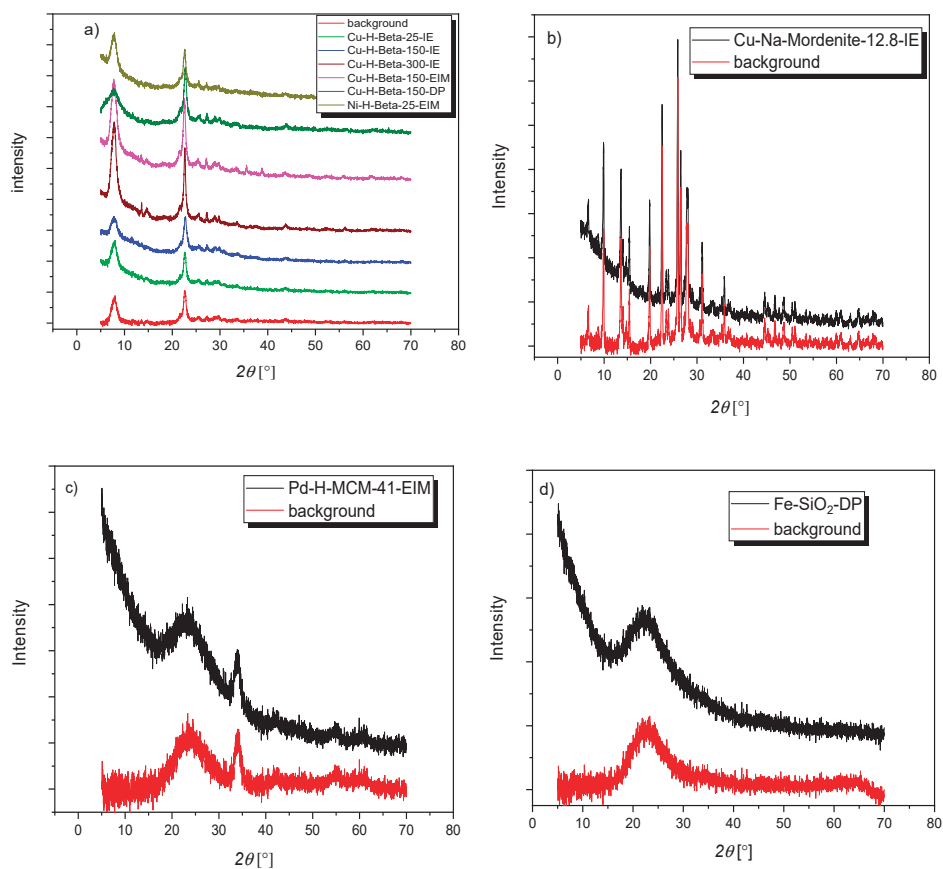 a)
background
Cu-H-Beta-25-IE
Cu-H-Beta-150-IE
Cu-H-Beta-300-IE
Cu-H-Beta-150-EIM
Cu-H-Beta-150-DP
Ni-H-Beta-25-EIM
intensity
0 10 20 30 40 50 60 70 80
2θ [°]
b)
Cu-Na-Mordenite-12.8-IE
background
Intensity
0 10 20 30 40 50 60 70 80
2θ [°]
c)
Pd-H-MCM-41-EIM
background
Intensity
0 10 20 30 40 50 60 70 80
2θ [°]
d)
Fe-SiO₂-DP
background
Intensity
0 10 20 30 40 50 60 70 80
2θ [°]